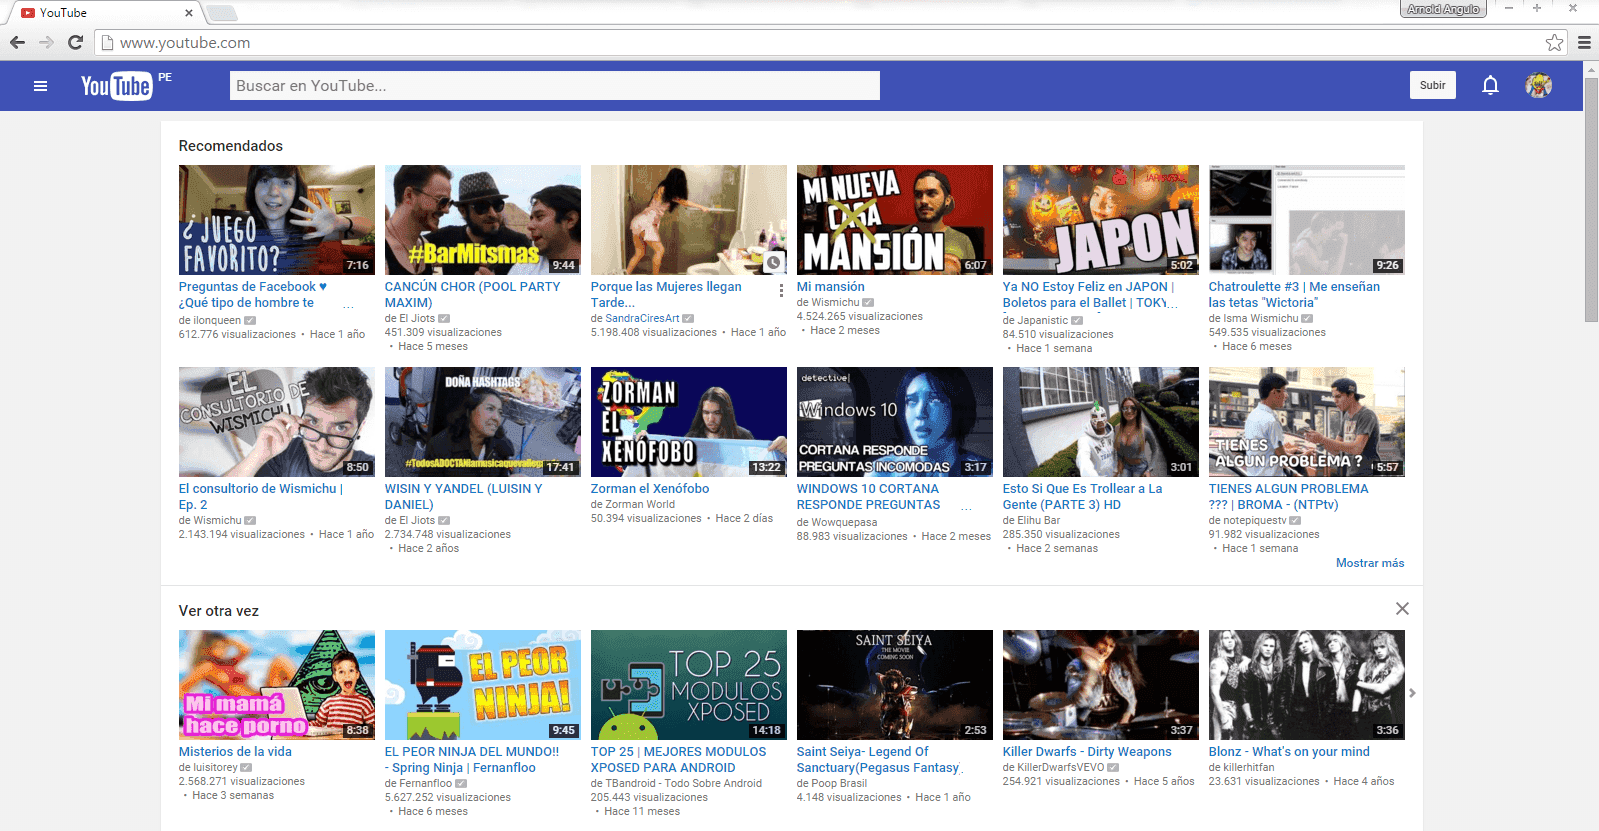 YouTube
Arnold Angulo
www.youtube.com
YouTube PE
Buscar en YouTube...
Subir
Recomendados
¿JUEGO
FAVORITO?
7:16
#BarMitsmas
9:44
MI NUEVA
CASA
MANSIÓN
6:07
JAPON
5:02
9:26
Preguntas de Facebook ♥
¿Qué tipo de hombre te ...
de ilonqueen
612.776 visualizaciones • Hace 1 año
CANCÚN CHOR (POOL PARTY
MAXIM)
de El Jiots
451.309 visualizaciones
• Hace 5 meses
Porque las Mujeres llegan
Tarde...
de SandraCiresArt
5.198.408 visualizaciones • Hace 1 año
Mi mansión
de Wismichu
4.524.265 visualizaciones
• Hace 2 meses
Ya NO Estoy Feliz en JAPON |
Boletos para el Ballet | TOKY...
de Japanistic
84.510 visualizaciones
• Hace 1 semana
Chatroulette #3 | Me enseñan
las tetas "Wictoria"
de Isma Wismichu
549.535 visualizaciones
• Hace 6 meses
EL
CONSULTORIO DE
WISMICHU
8:50
DOÑA HASHTAGS
17:41
ZORMAN
EL
XENÓFOBO
13:22
detective|
Windows 10
CORTANA RESPONDE
PREGUNTAS INCOMODAS
3:17
3:01
TIENES
ALGUN PROBLEMA ?
5:57
El consultorio de Wismichu |
Ep. 2
de Wismichu
2.143.194 visualizaciones • Hace 1 año
WISIN Y YANDEL (LUISIN Y
DANIEL)
de El Jiots
2.734.748 visualizaciones
• Hace 2 años
Zorman el Xenófobo
de Zorman World
50.394 visualizaciones • Hace 2 días
WINDOWS 10 CORTANA
RESPONDE PREGUNTAS ...
de Wowquepasa
88.983 visualizaciones • Hace 2 meses
Esto Si Que Es Trollear a La
Gente (PARTE 3) HD
de Elihu Bar
285.350 visualizaciones
• Hace 2 semanas
TIENES ALGUN PROBLEMA
??? | BROMA - (NTPtv)
de notepiquestv
91.982 visualizaciones
• Hace 1 semana
Mostrar más
Ver otra vez
Mi mamá
hace porno
8:38
EL PEOR
NINJA!
9:45
TOP 25
MODULOS
XPOSED
14:18
SAINT SEIYA
THE MOVIE
COMING SOON
2:53
3:37
3:36
Misterios de la vida
de luisitorey
2.568.271 visualizaciones
• Hace 3 semanas
EL PEOR NINJA DEL MUNDO!!
- Spring Ninja | Fernanfloo
de Fernanfloo
5.627.252 visualizaciones
• Hace 6 meses
TOP 25 | MEJORES MODULOS
XPOSED PARA ANDROID
de TBandroid - Todo Sobre Android
205.443 visualizaciones
• Hace 11 meses
Saint Seiya- Legend Of
Sanctuary(Pegasus Fantasy)
de Poop Brasil
4.148 visualizaciones • Hace 1 año
Killer Dwarfs - Dirty Weapons
de KillerDwarfsVEVO
254.921 visualizaciones • Hace 5 años
Blonz - What's on your mind
de killerhitfan
23.631 visualizaciones • Hace 4 años